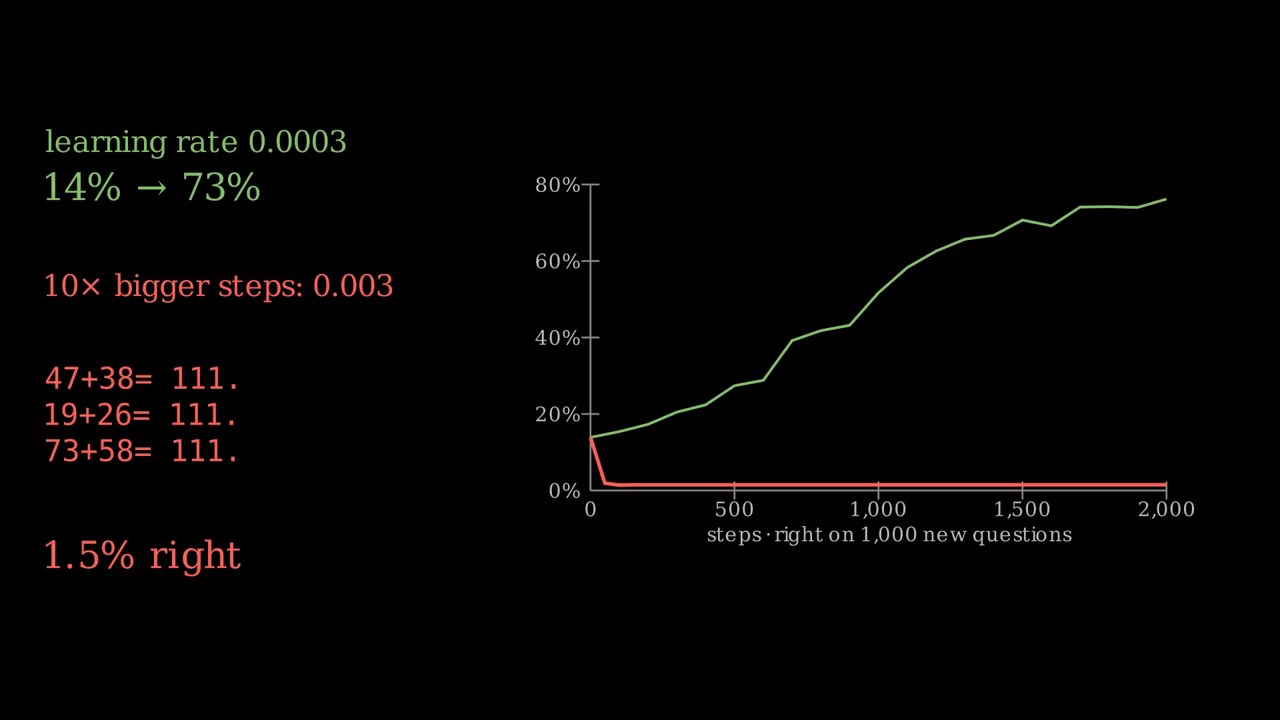 learning rate 0.0003
14% → 73%
10× bigger steps: 0.003
47+38= 111.
19+26= 111.
73+58= 111.
1.5% right
80%
60%
40%
20%
0%
0 500 1,000 1,500 2,000
steps·right on 1,000 new questions